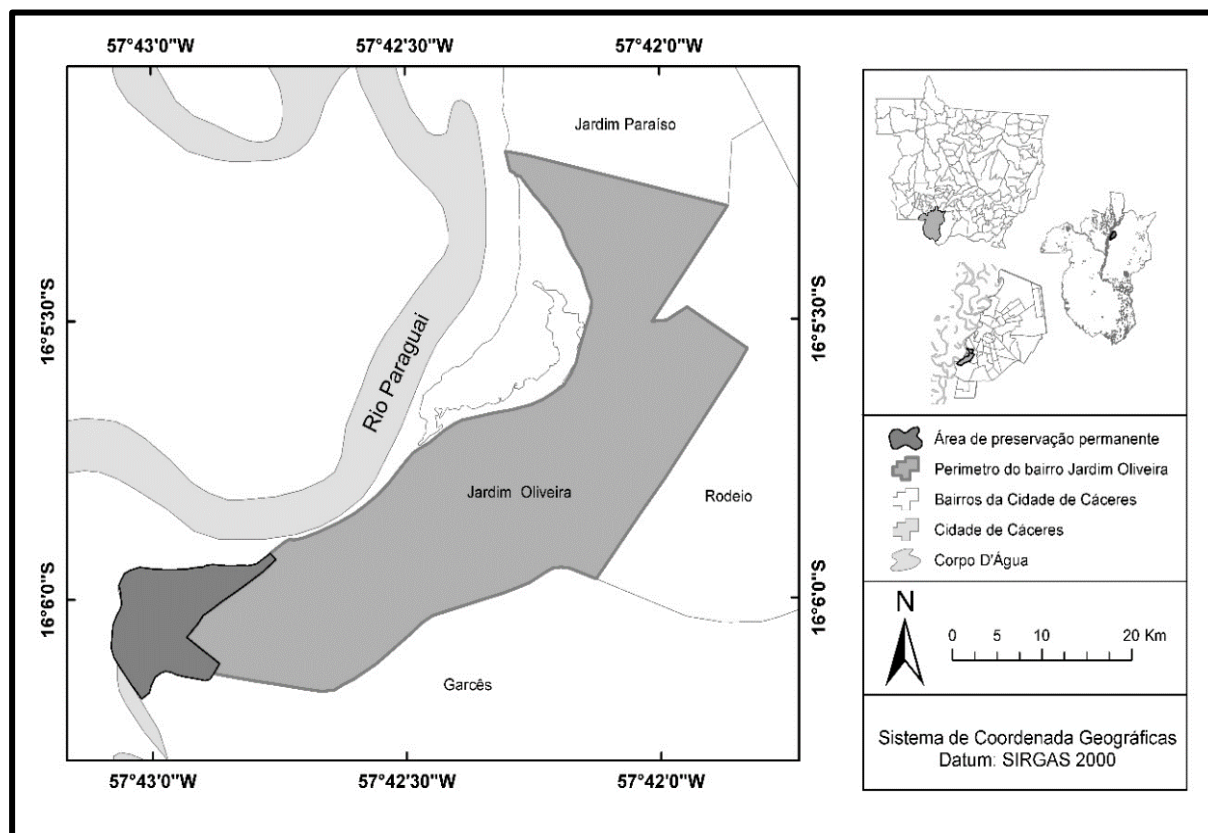 57°43'0"W 57°42'30"W 57°42'0"W
Jardim Paraíso
16°5'30"S
16°5'30"S
Rio Paraguai
Jardim Oliveira
Rodeio
16°6'0"S
16°6'0"S
Garcês
57°43'0"W 57°42'30"W 57°42'0"W
Área de preservação permanente
Perimetro do bairro Jardim Oliveira
Bairros da Cidade de Cáceres
Cidade de Cáceres
Corpo D'Água
N
0 5 10 20 Km
Sistema de Coordenada Geográficas
Datum: SIRGAS 2000